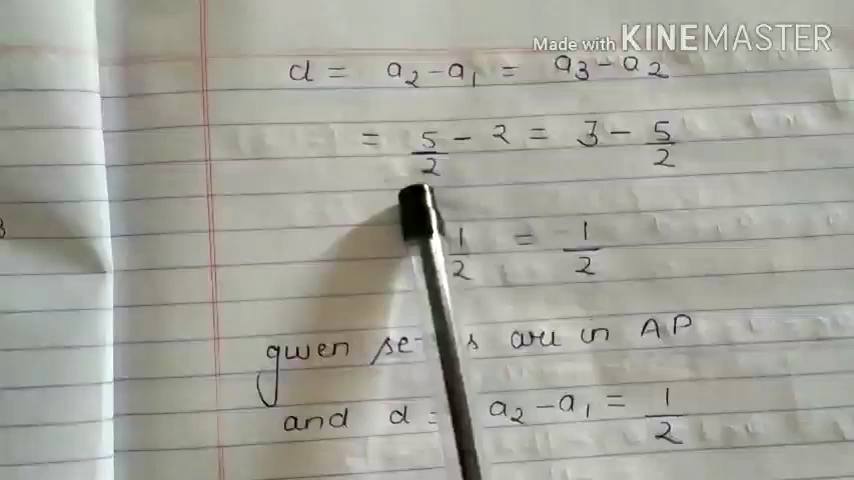 Made with KINEMASTER
d = a₂ - a₁ = a₃ - a₂
= 5/2 - 2 = 3 - 5/2
1/2 = 1/2
given are in AP
and d = a₂ - a₁ = 1/2